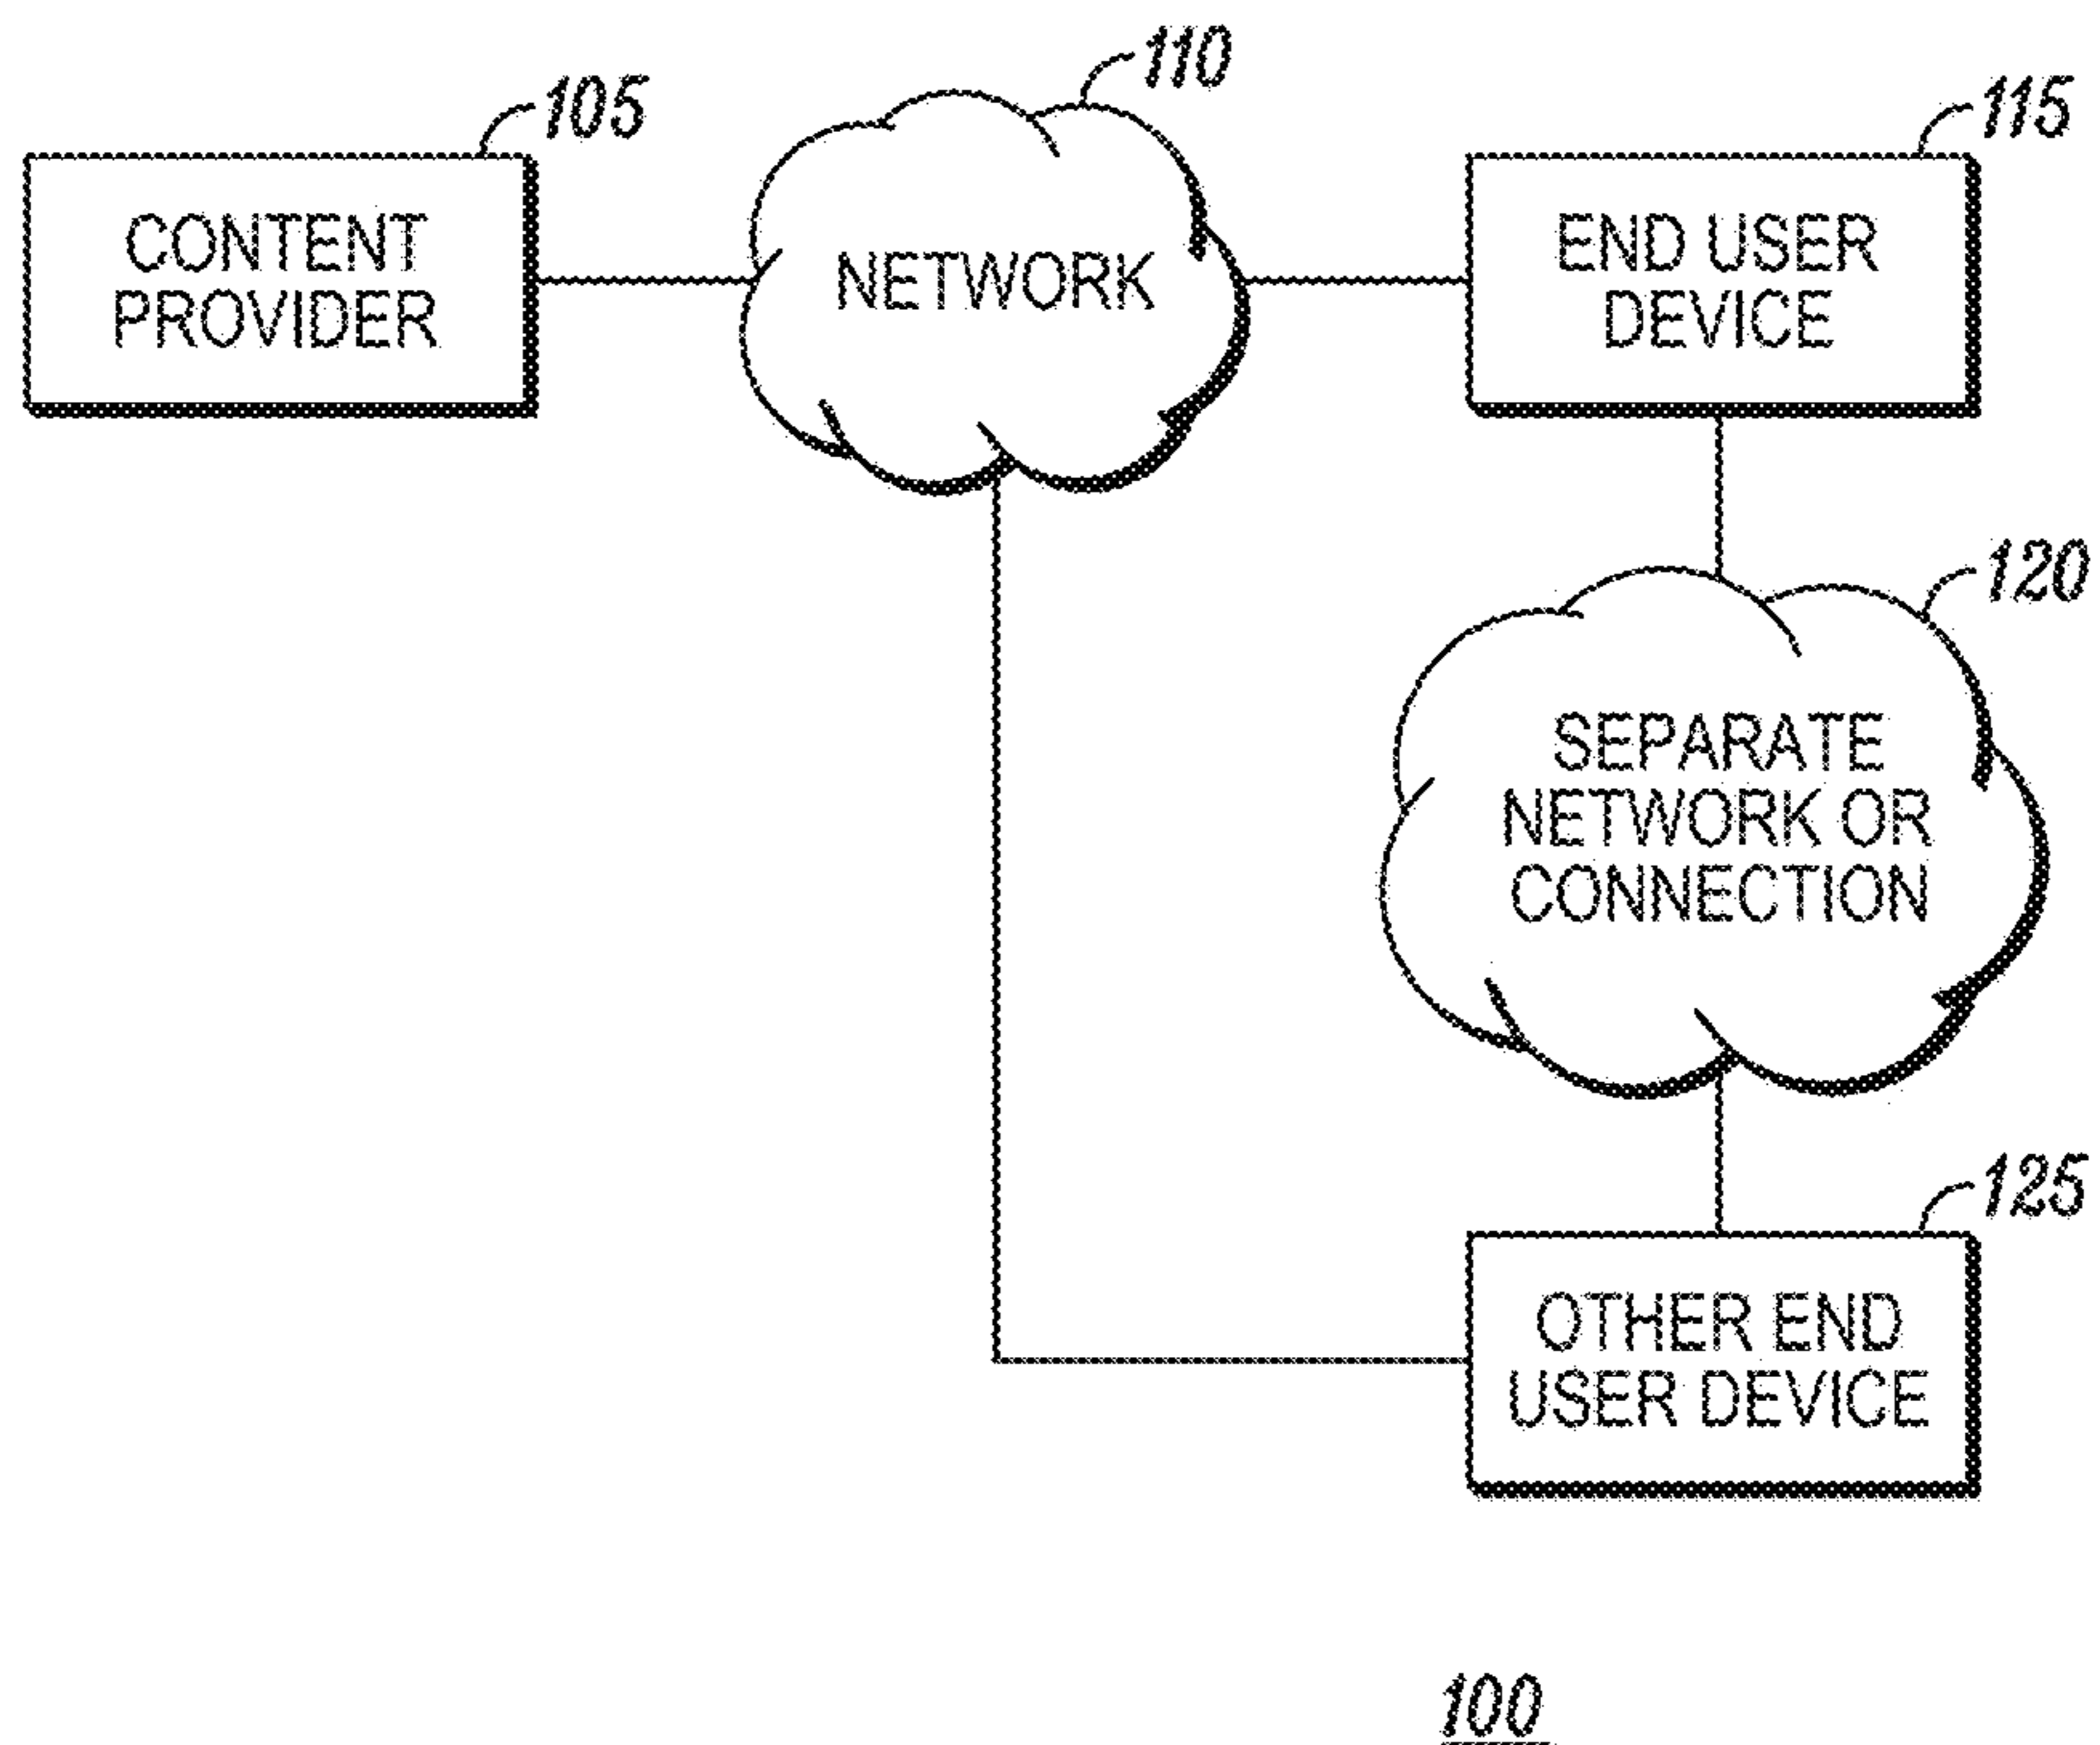 110
105
115
CONTENT
PROVIDER
NETWORK
END USER
DEVICE
120
SEPARATE
NETWORK OR
CONNECTION
125
OTHER END
USER DEVICE
100